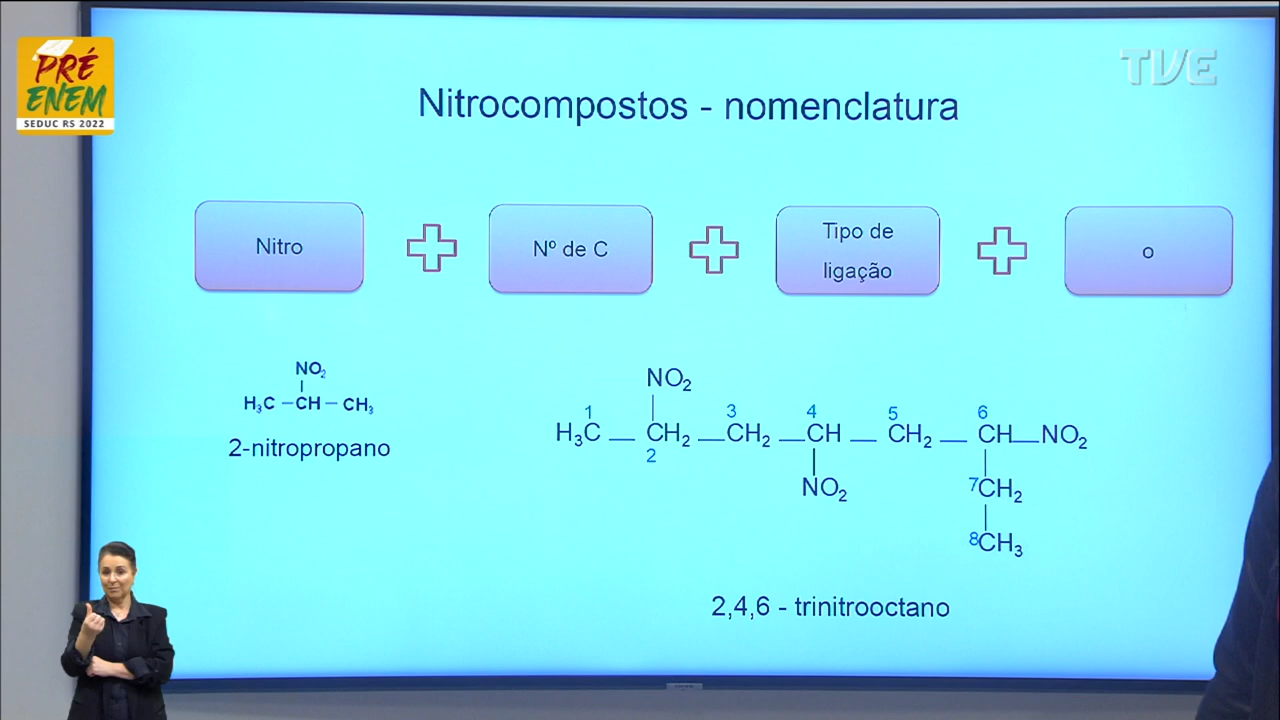 PRÉ
ENEM
SEDUC RS 2022
TVE
Nitrocompostos - nomenclatura
Nitro
Nº de C
Tipo de
ligação
o
NO₂
H₃C – CH – CH₃
2-nitropropano
NO₂
1 3 4 5 6
H₃C — CH₂ — CH₂ — CH — CH₂ — CH — NO₂
2
NO₂
7CH₂
8CH₃
2,4,6 - trinitrooctano